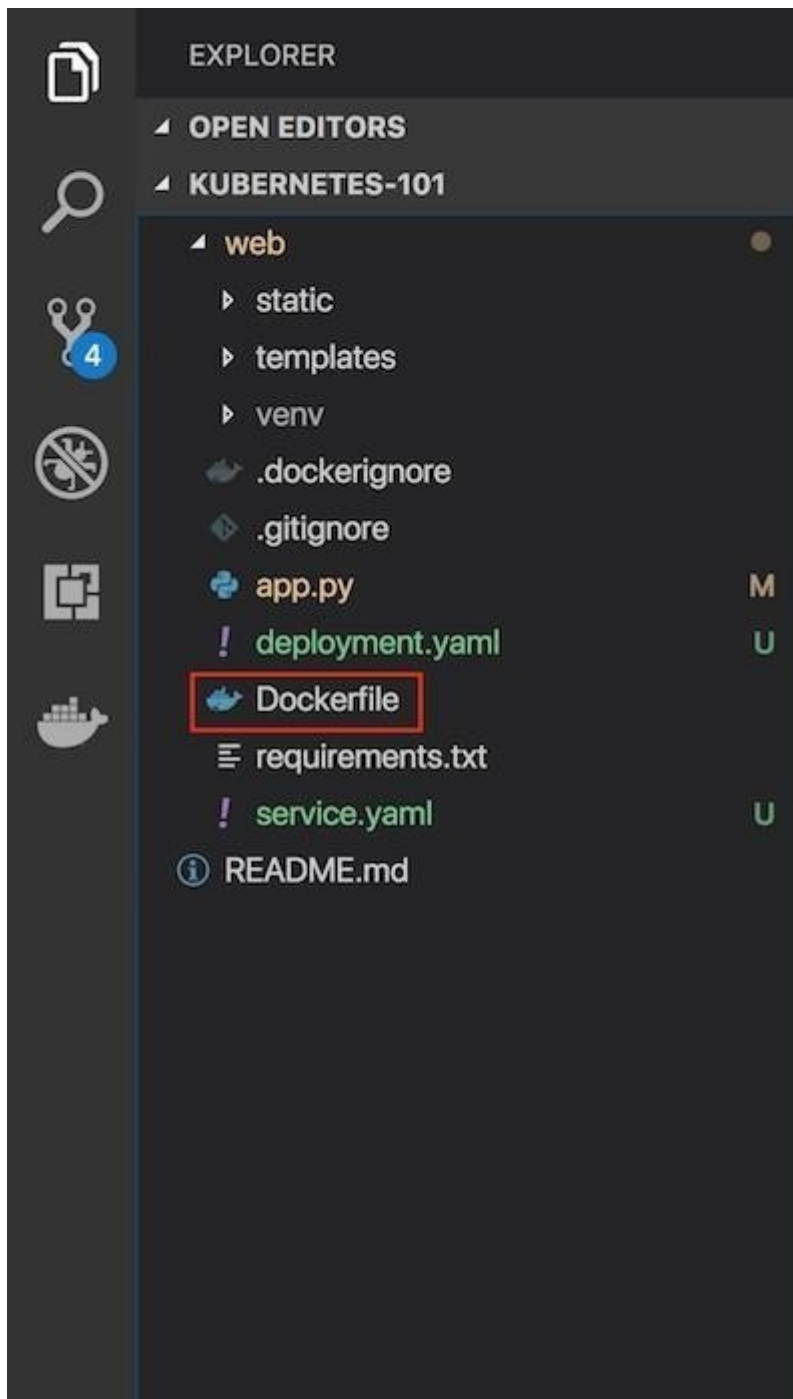 EXPLORER
OPEN EDITORS
KUBERNETES-101
web
static
templates
4
venv
.dockerignore
.gitignore
app.py M
deployment.yaml U
Dockerfile
requirements.txt
service.yaml U
README.md